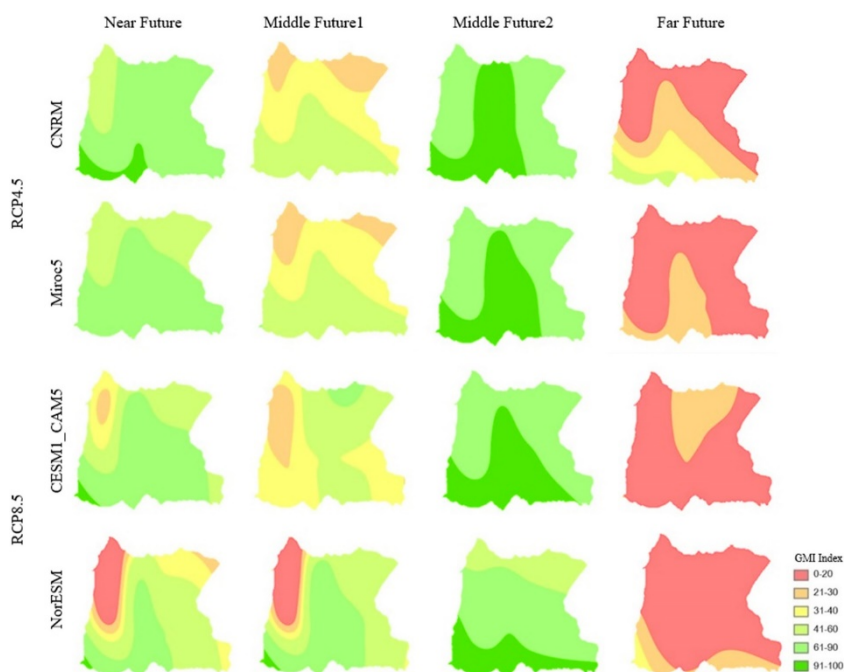 Near Future Middle Future1 Middle Future2 Far Future
CNRM
RCP4.5
Miroc5
CESM1_CAM5
RCP8.5
NorESM
GMI Index
0-20
21-30
31-40
41-60
61-90
91-100